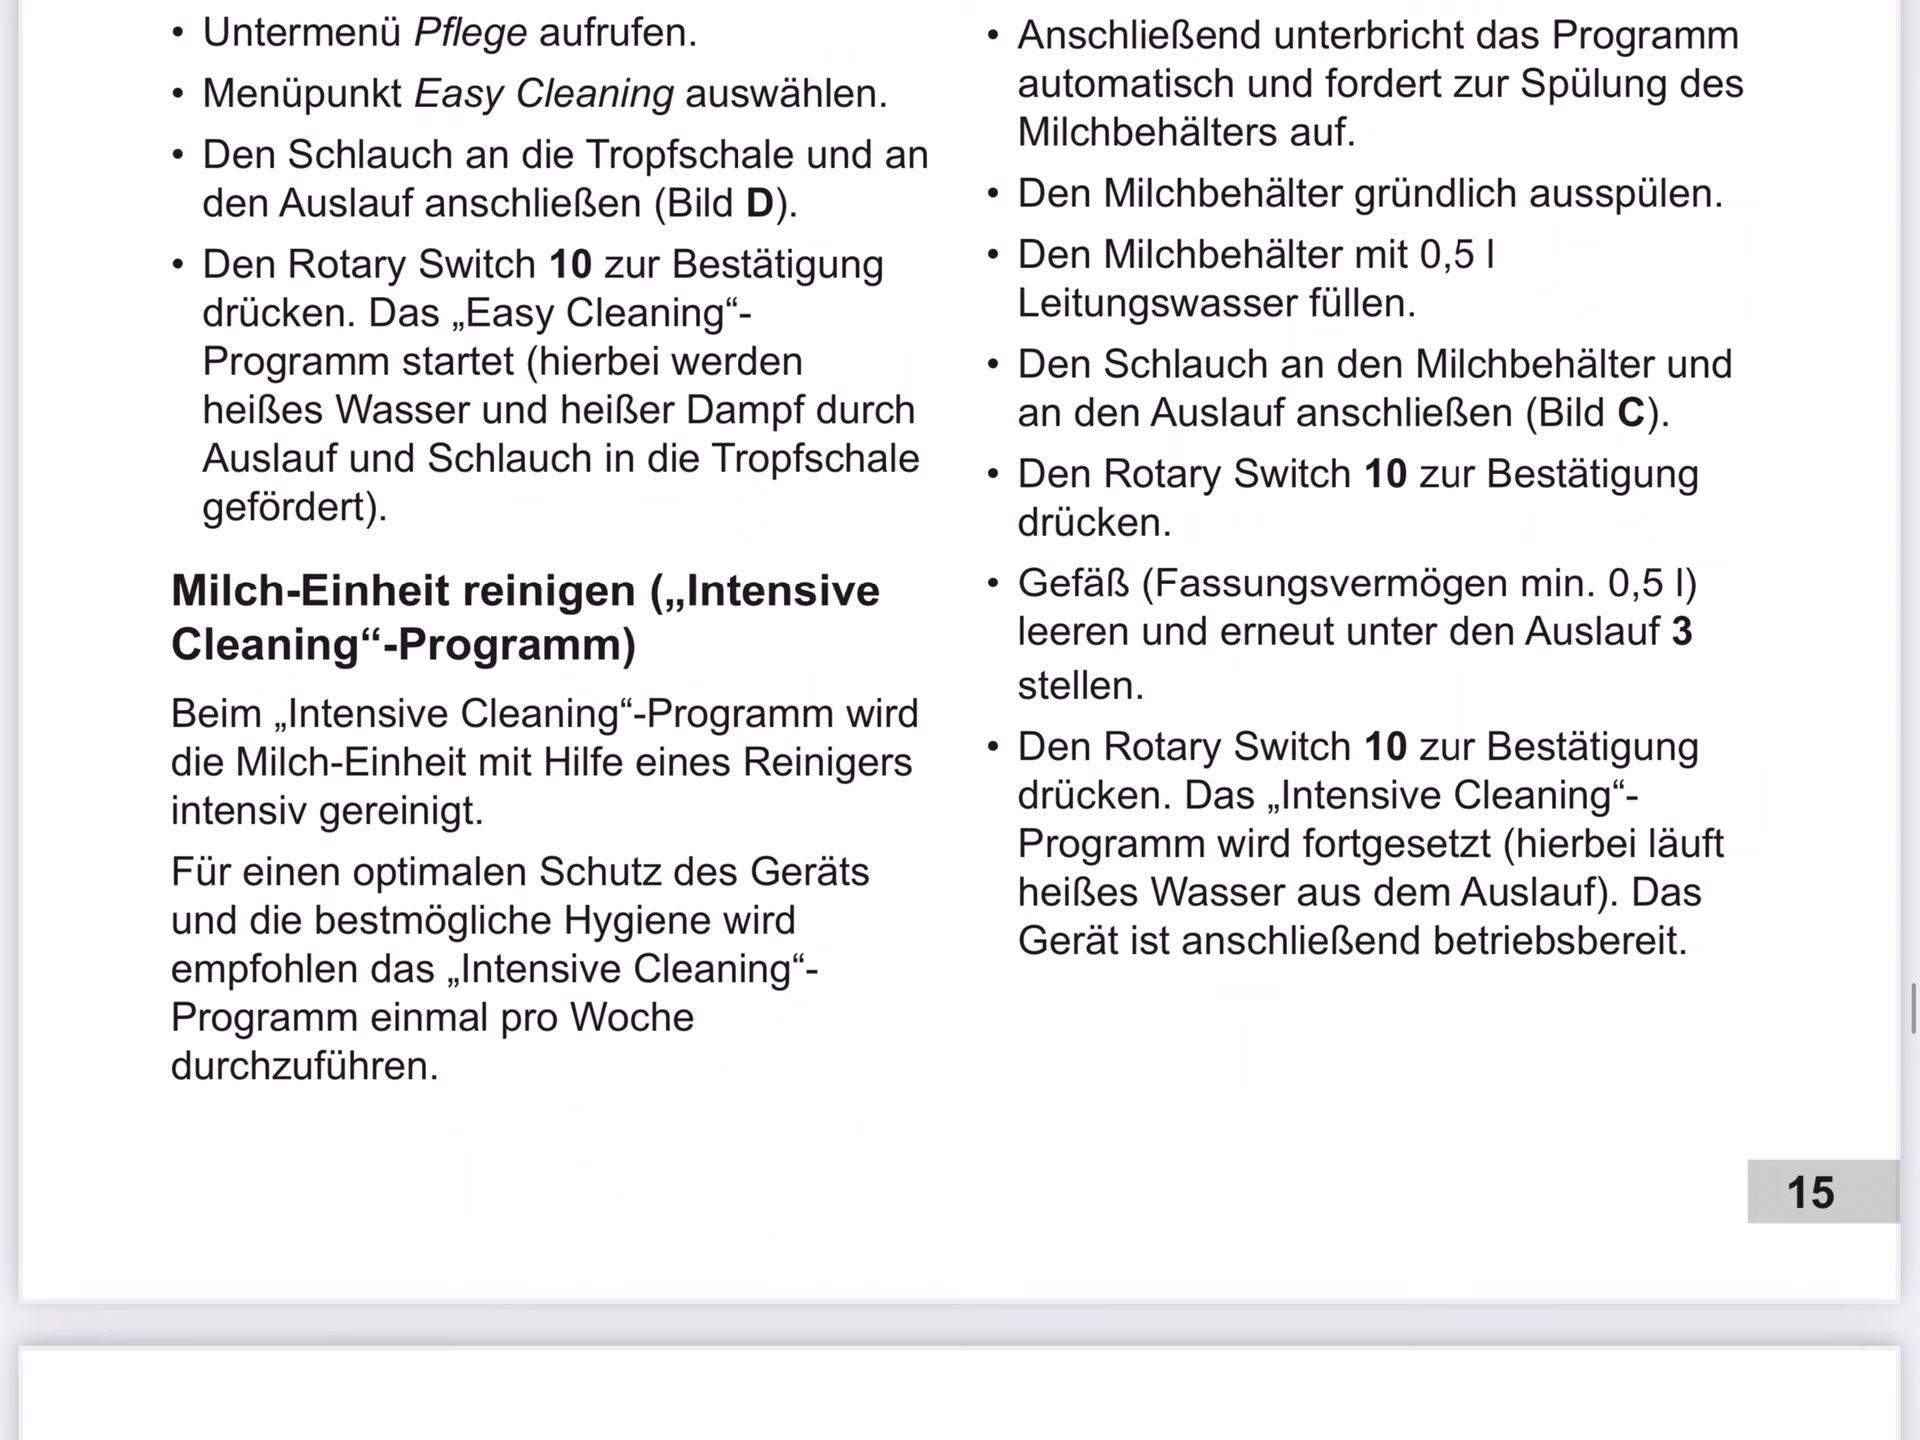 • Untermenü Pflege aufrufen.
• Menüpunkt Easy Cleaning auswählen.
• Den Schlauch an die Tropfschale und an
den Auslauf anschließen (Bild D).
• Den Rotary Switch 10 zur Bestätigung
drücken. Das „Easy Cleaning“-
Programm startet (hierbei werden
heißes Wasser und heißer Dampf durch
Auslauf und Schlauch in die Tropfschale
gefördert).
Milch-Einheit reinigen („Intensive
Cleaning“-Programm)
Beim „Intensive Cleaning“-Programm wird
die Milch-Einheit mit Hilfe eines Reinigers
intensiv gereinigt.
Für einen optimalen Schutz des Geräts
und die bestmögliche Hygiene wird
empfohlen das „Intensive Cleaning“-
Programm einmal pro Woche
durchzuführen.
• Anschließend unterbricht das Programm
automatisch und fordert zur Spülung des
Milchbehälters auf.
• Den Milchbehälter gründlich ausspülen.
• Den Milchbehälter mit 0,5 l
Leitungswasser füllen.
• Den Schlauch an den Milchbehälter und
an den Auslauf anschließen (Bild C).
• Den Rotary Switch 10 zur Bestätigung
drücken.
• Gefäß (Fassungsvermögen min. 0,5 l)
leeren und erneut unter den Auslauf 3
stellen.
• Den Rotary Switch 10 zur Bestätigung
drücken. Das „Intensive Cleaning“-
Programm wird fortgesetzt (hierbei läuft
heißes Wasser aus dem Auslauf). Das
Gerät ist anschließend betriebsbereit.
15